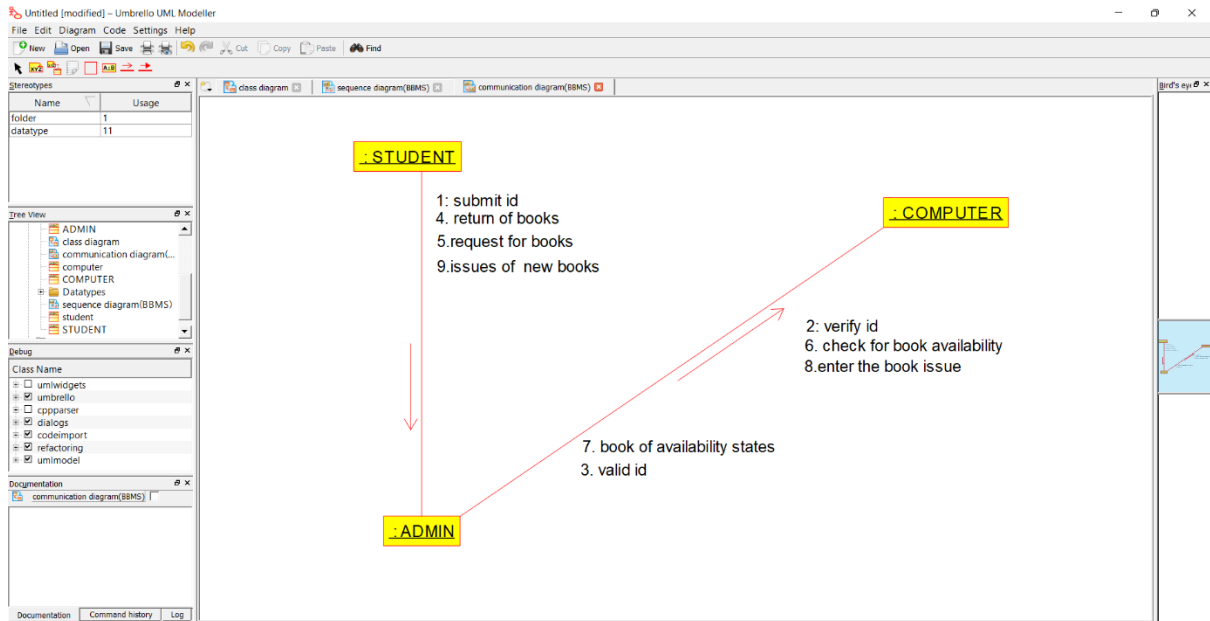 Untitled [modified] – Umbrello UML Modeller
File Edit Diagram Code Settings Help
New Open Save Cut Copy Paste Find
XYZ A:B
Stereotypes
Name Usage
folder 1
datatype 11
Tree View
ADMIN
class diagram
communication diagram(...
computer
COMPUTER
Datatypes
sequence diagram(BBMS)
student
STUDENT
Debug
Class Name
umlwidgets
umbrello
cppparser
dialogs
codeimport
refactoring
umlmodel
Documentation
communication diagram(BBMS)
Documentation Command history Log
class diagram sequence diagram(BBMS) communication diagram(BBMS)
: STUDENT
1: submit id
4. return of books
5.request for books
9.issues of new books
: COMPUTER
2: verify id
6. check for book availability
8.enter the book issue
7. book of availability states
3. valid id
:ADMIN
Bird's eye